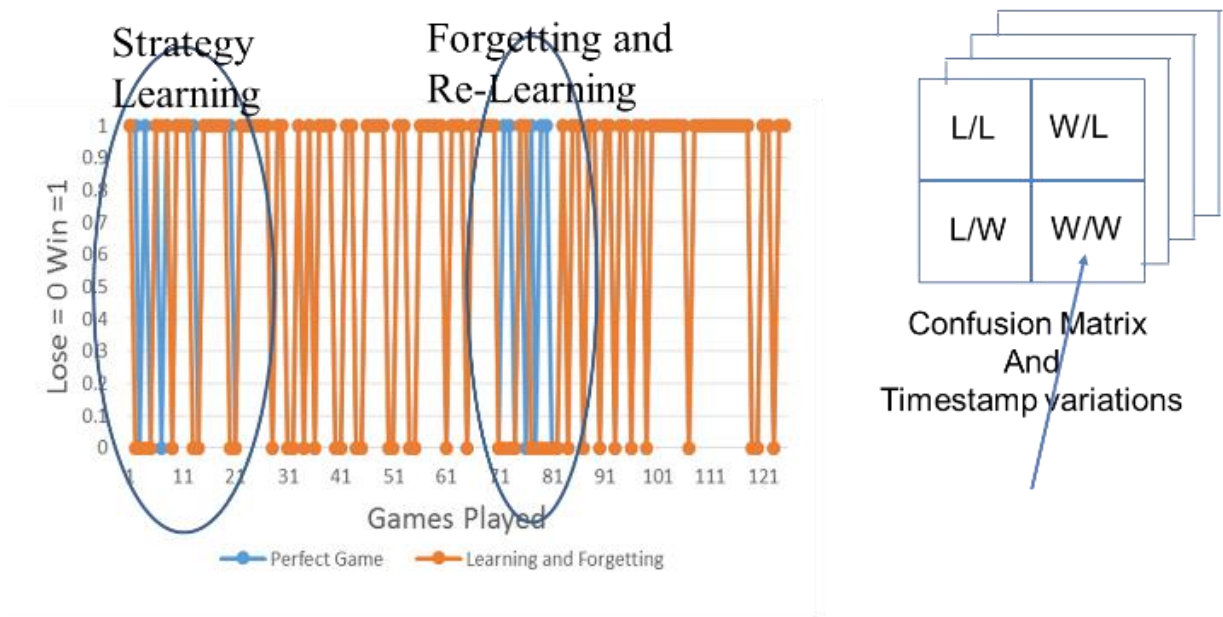 Strategy
Learning
Forgetting and
Re-Learning
Lose = 0 Win =1
1
0.9
0.8
0.7
0.6
0.5
0.4
0.3
0.2
0.1
0
1 11 21 31 41 51 61 71 81 91 101 111 121
Games Played
Perfect Game Learning and Forgetting
L/L W/L
L/W W/W
Confusion Matrix
And
Timestamp variations